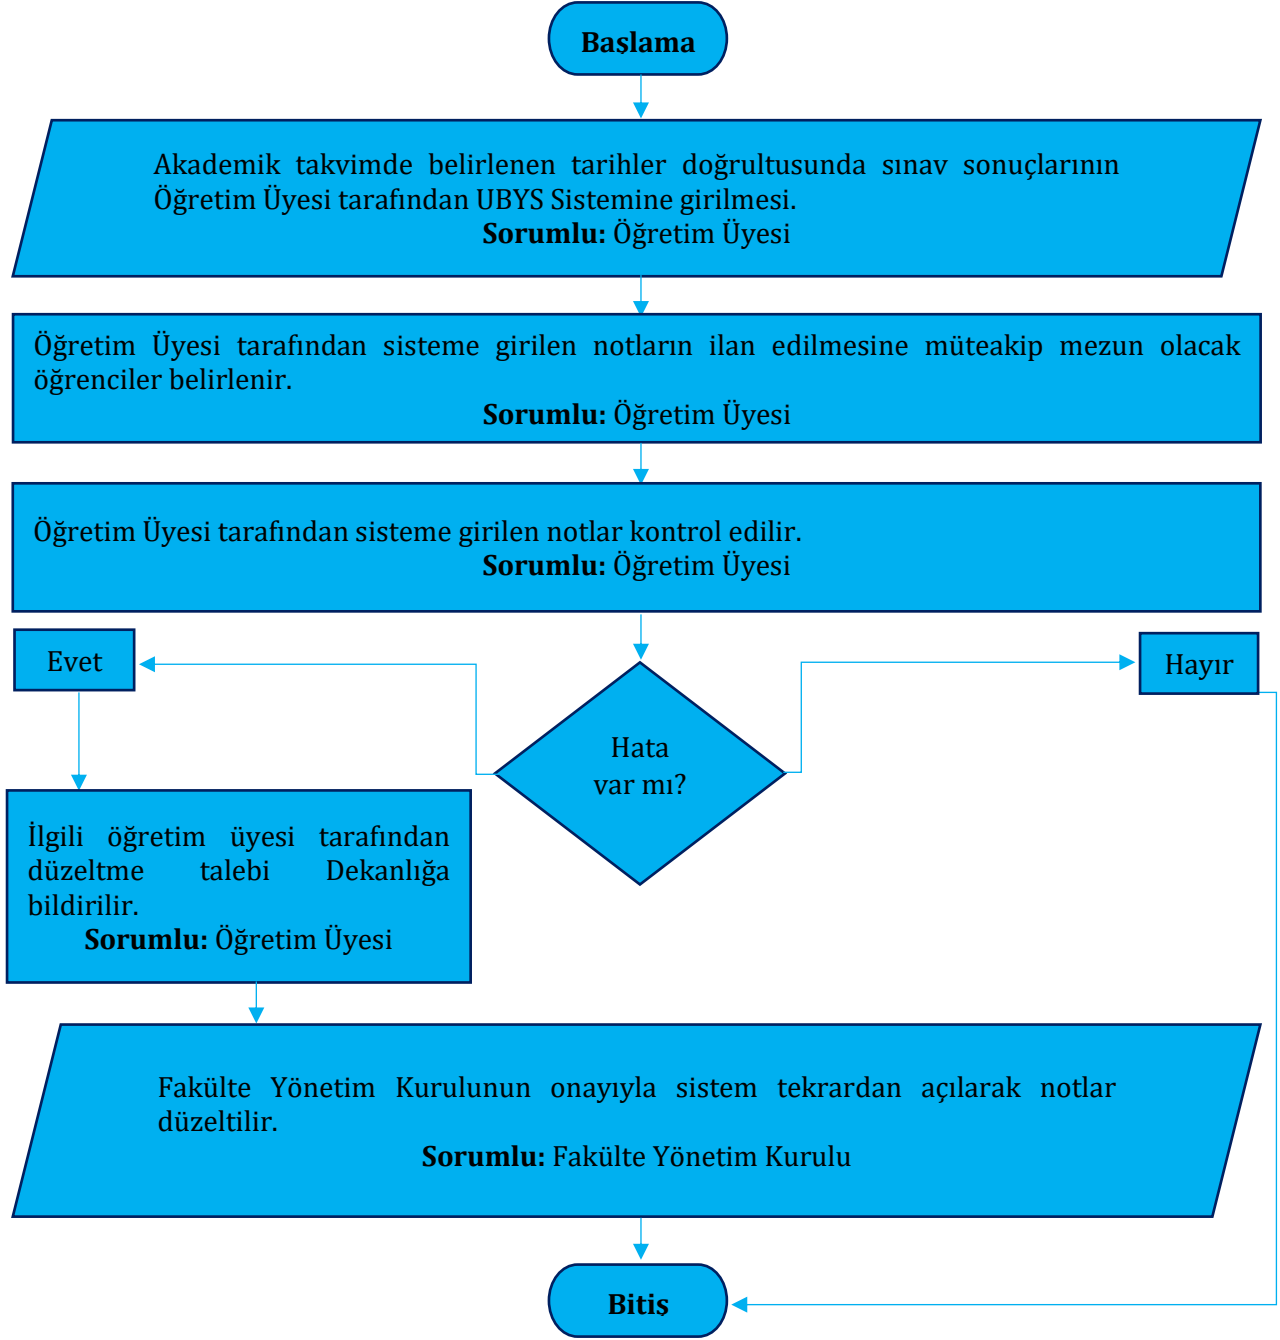 Başlama
Akademik takvimde belirlenen tarihler doğrultusunda sınav sonuçlarının
Öğretim Üyesi tarafından UBYS Sistemine girilmesi.
Sorumlu: Öğretim Üyesi
Öğretim Üyesi tarafından sisteme girilen notların ilan edilmesine müteakip mezun olacak
öğrenciler belirlenir.
Sorumlu: Öğretim Üyesi
Öğretim Üyesi tarafından sisteme girilen notlar kontrol edilir.
Sorumlu: Öğretim Üyesi
Evet
Hayır
Hata
var mı?
İlgili öğretim üyesi tarafından
düzeltme talebi Dekanlığa
bildirilir.
Sorumlu: Öğretim Üyesi
Fakülte Yönetim Kurulunun onayıyla sistem tekrardan açılarak notlar
düzeltilir.
Sorumlu: Fakülte Yönetim Kurulu
Bitiş